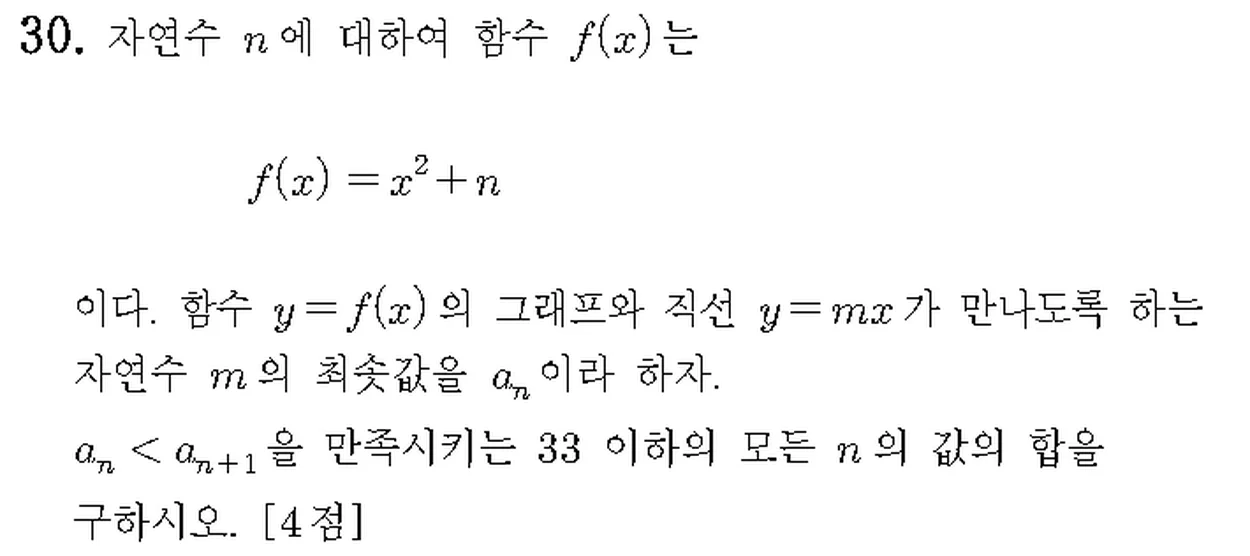 30. 자연수 n에 대하여 함수 f(x)는
f(x) = x² + n
이다. 함수 y = f(x)의 그래프와 직선 y = mx가 만나도록 하는
자연수 m의 최솟값을 aₙ이라 하자.
aₙ < aₙ₊₁을 만족시키는 33 이하의 모든 n의 값의 합을
구하시오. [4점]